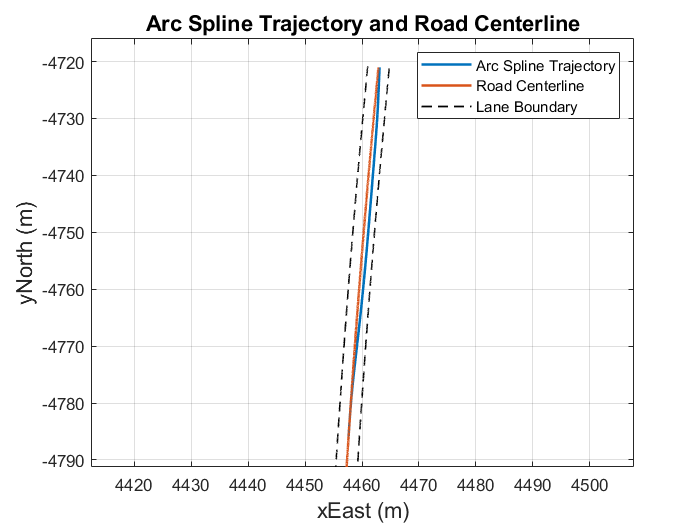 Arc Spline Trajectory and Road Centerline
Arc Spline Trajectory
Road Centerline
Lane Boundary
yNorth (m)
-4720
-4730
-4740
-4750
-4760
-4770
-4780
-4790
4420 4430 4440 4450 4460 4470 4480 4490 4500
xEast (m)